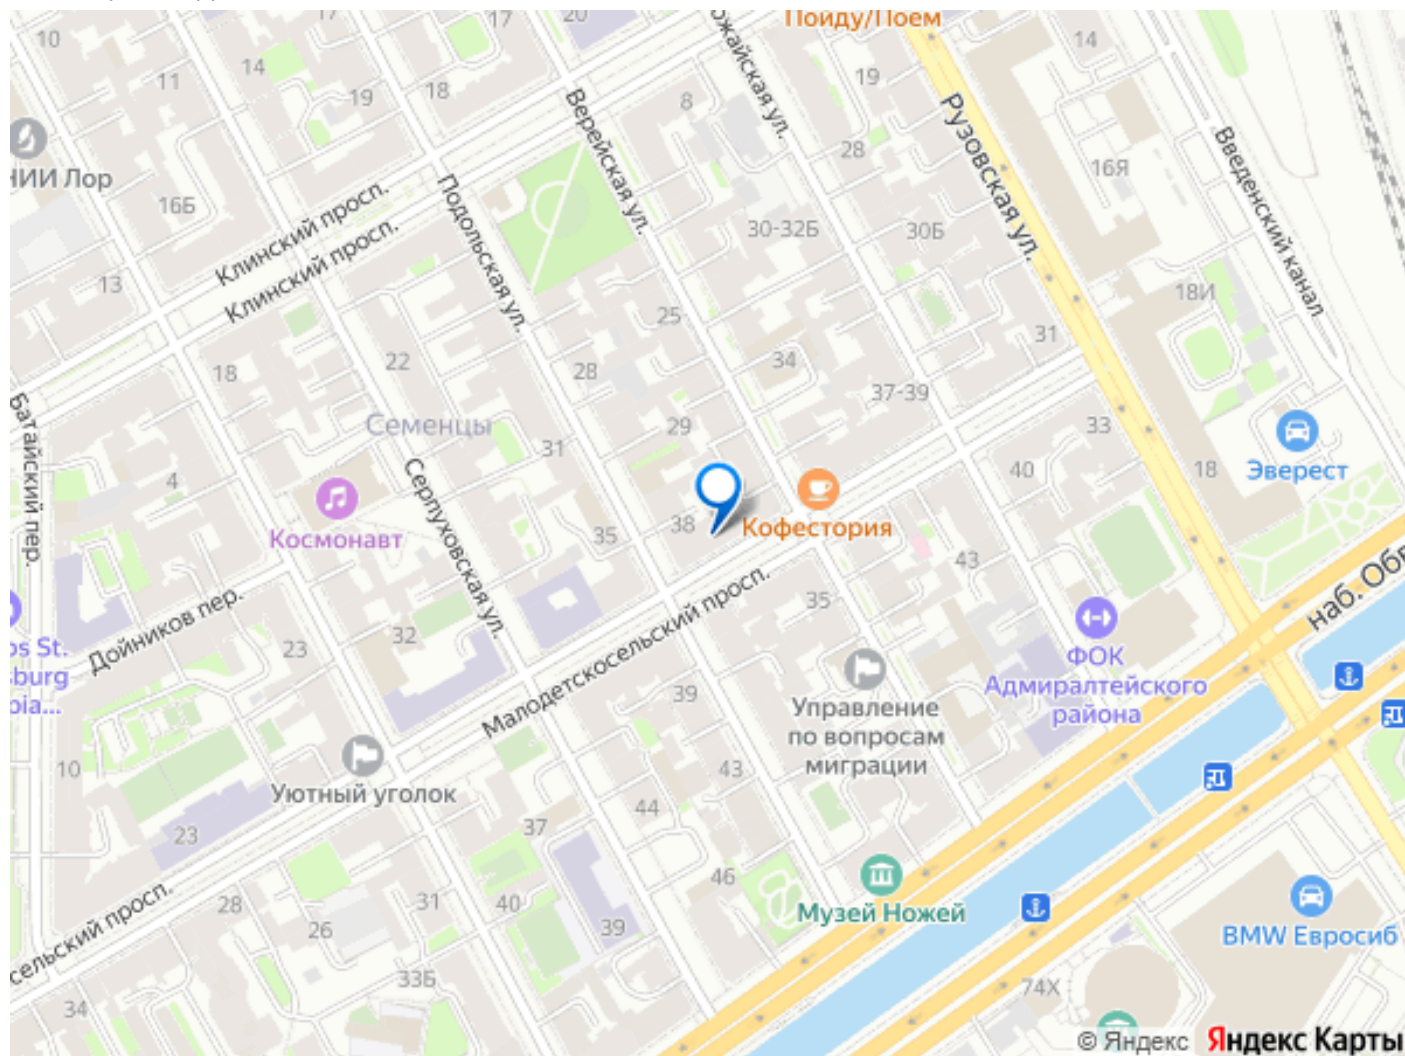 17
17
20
Пойду/Поем
10
14
11
14
19
18
8
19
Верейская ул.
Рузовская ул.
Введенский канал
28
16Я
НИИ Лор
16Б
Подольская ул.
Клинский просп.
Клинский просп.
30-32Б
30Б
13
18И
25
31
22
34
18
28
37-39
Батайский пер.
Семенцы
29
33
31
Эверест
4
40
18
Серпуховская ул.
Космонавт
38
Кофестория
35
43
наб. Обв
Дойников пер.
35
23
32
Малодетскосельский просп.
ФОК
Адмиралтейского
района
39
Управление
по вопросам
миграции
10
43
Уютный уголок
44
23
37
46
Музей Ножей
28
31
40
26
39
BMW Евросиб
сельский просп.
33Б
34
74Х
© Яндекс Яндекс Карты